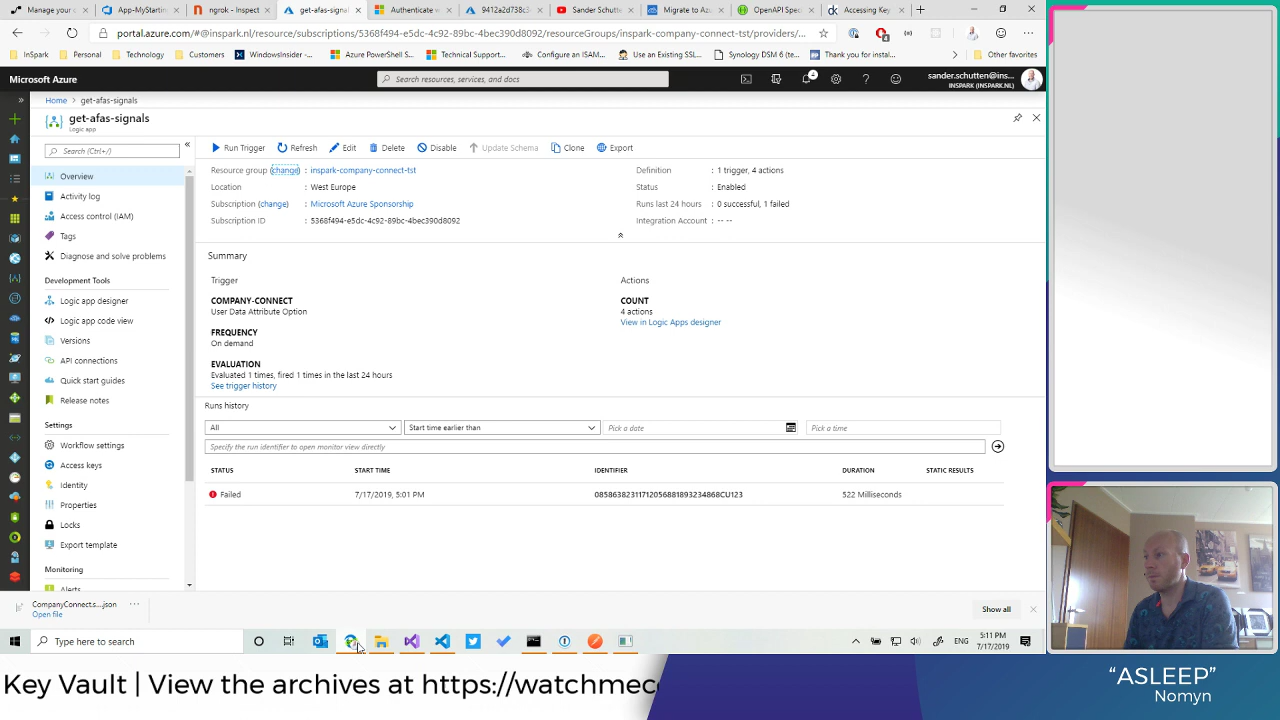 Manage your c
App-MyStartin
ngrok - Inspect
get-afas-signals
Authenticate w
9412a2d738c3
Sander Schutte
Migrate to Az
OpenAPI Spec
Accessing Key
portal.azure.com/#@inspark.nl/resource/subscriptions/5368f494-e5dc-4c92-89bc-4bec390d8092/resourceGroups/inspark-company-connect-tst/providers/...
InSpark
Personal
Technology
WindowsInsider
Azure PowerShell S
Technical Support
Configure an Azure
Use an Existing SSL
Synology DSM 6 (te
Other favorites
Microsoft Azure
Search resources, services, and docs
4
sander.schutten@ins...
INSPARK (INSPARK.NL)
Home > get-afas-signals
get-afas-signals
Logic app
Search (Ctrl+/)
Overview
Activity log
Access control (IAM)
Tags
Diagnose and solve problems
Development Tools
Logic app designer
Logic app code view
Versions
API connections
Quick start guides
Release notes
Settings
Workflow settings
Access keys
Identity
Properties
Locks
Export template
Monitoring
Alerts
Run Trigger
Refresh
Edit
Delete
Disable
Update Schema
Clone
Export
Resource group (change) : inspark-company-connect-tst
Location : West Europe
Subscription (change) : Microsoft Azure Sponsorship
Subscription ID : 5368f494-e5dc-4c92-89bc-4bec390d8092
Definition : 1 trigger, 4 actions
Status : Enabled
Runs last 24 hours : 0 successful, 1 failed
Integration Account : -- --
Summary
Trigger
COMPANY-CONNECT
User Data Attribute Option
FREQUENCY
On demand
EVALUATION
Evaluated 1 times, fired 1 times in the last 24 hours
See trigger history
Actions
COUNT
4 actions
View in Logic Apps designer
Runs history
All
Start time earlier than
Pick a date
Pick a time
Specify the run identifier to open monitor view directly
STATUS START TIME IDENTIFIER DURATION STATIC RESULTS
Failed 7/17/2019, 5:01 PM 08586382311712056881893234868CU123 522 Milliseconds
CompanyConnect.s....json
Open file
Show all
Type here to search
ENG
5:11 PM
7/17/2019
Key Vault | View the archives at https://watchmec
“ASLEEP”
Nomyn